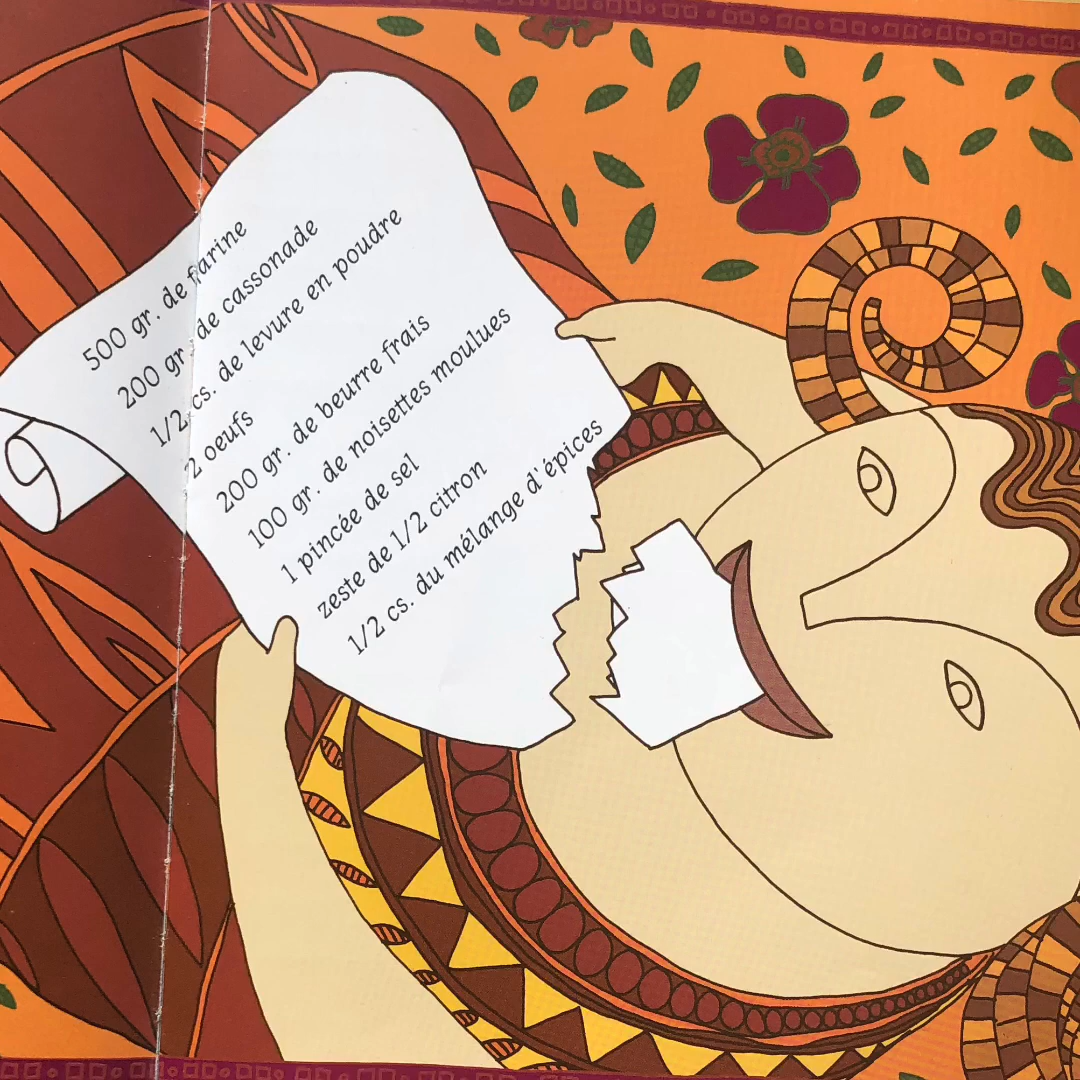 500 gr. de farine
200 gr. de cassonade
1/2 cs. de levure en poudre
2 oeufs
200 gr. de beurre frais
100 gr. de noisettes moulues
1 pincée de sel
zeste de 1/2 citron
1/2 cs. du mélange d'épices